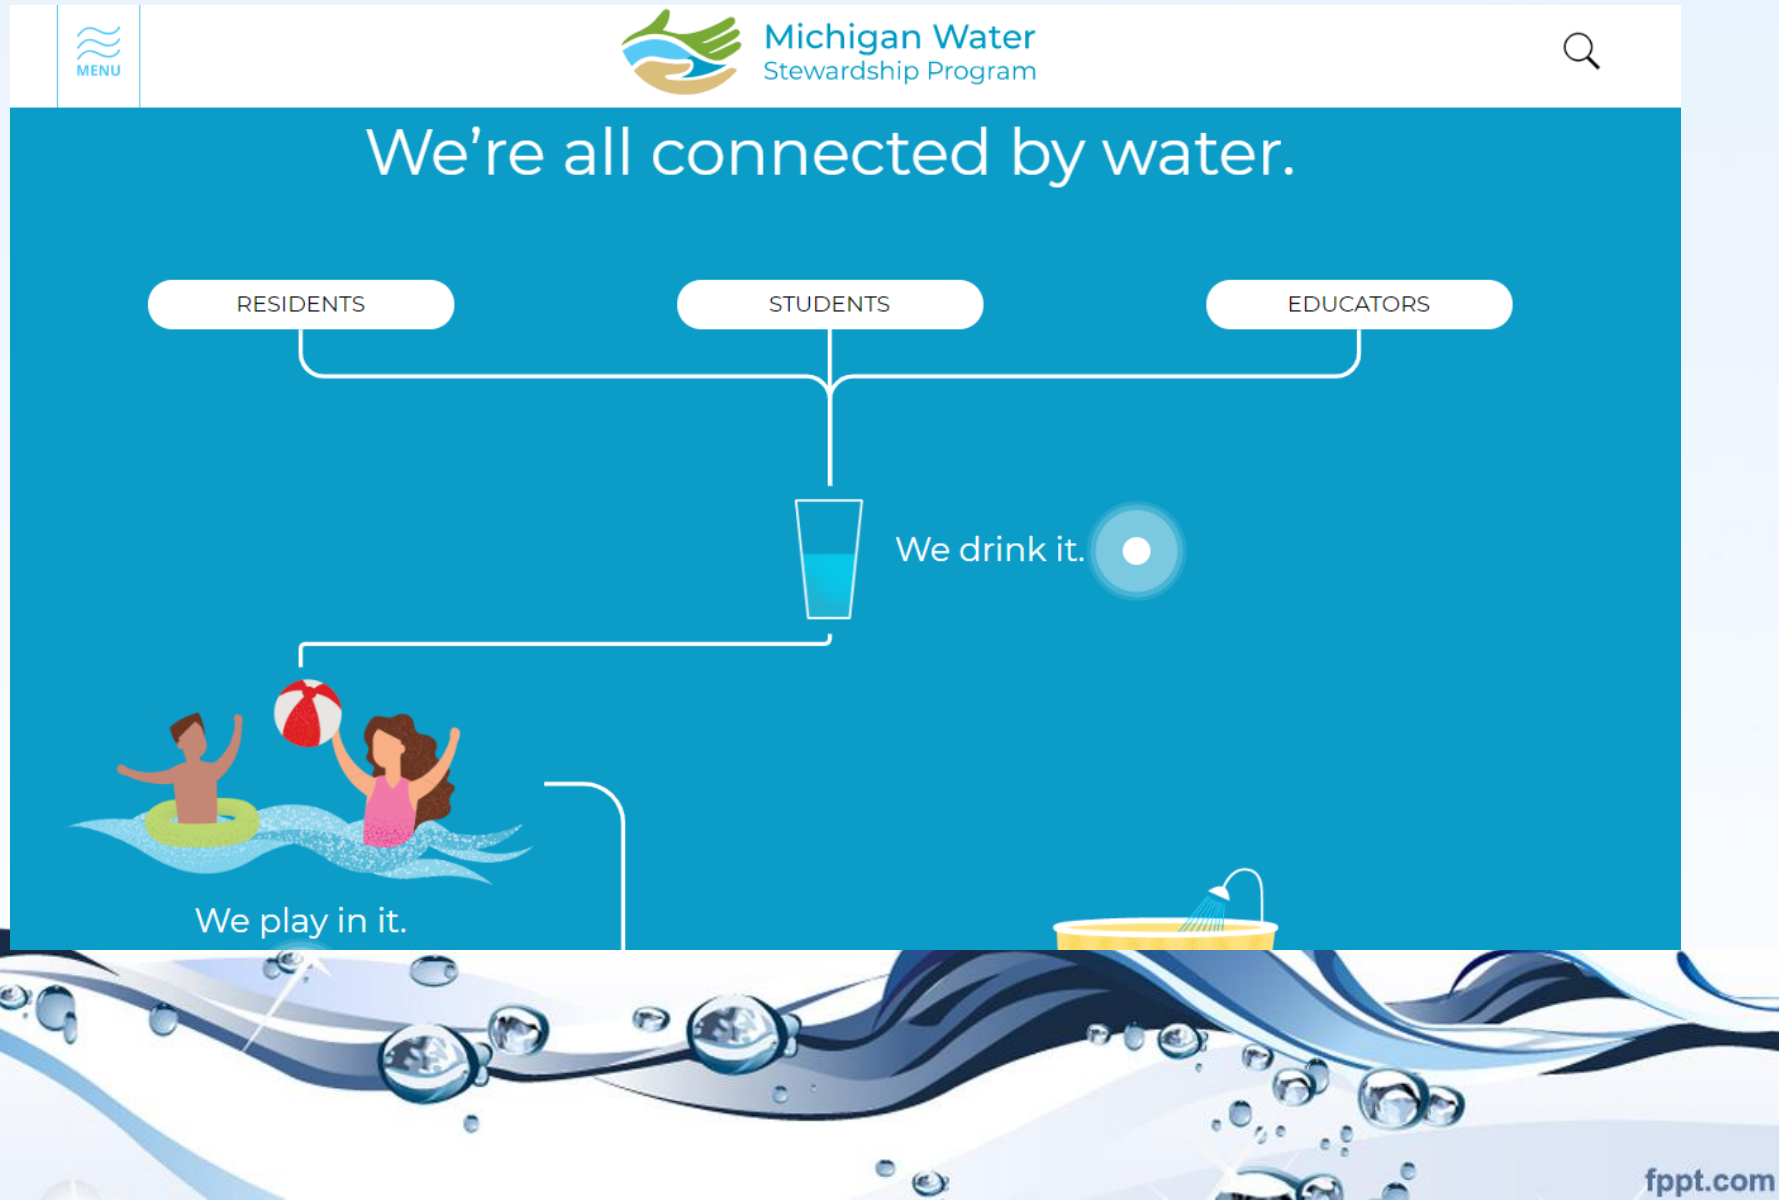 MENU
Michigan Water
Stewardship Program
We're all connected by water.
RESIDENTS
STUDENTS
EDUCATORS
We drink it.
We play in it.
fppt.com